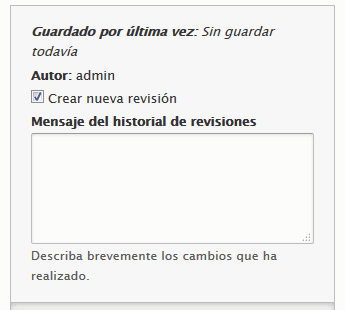 Guardado por última vez: Sin guardar
todavía
Autor: admin
Crear nueva revisión
Mensaje del historial de revisiones
Describa brevemente los cambios que ha
realizado.